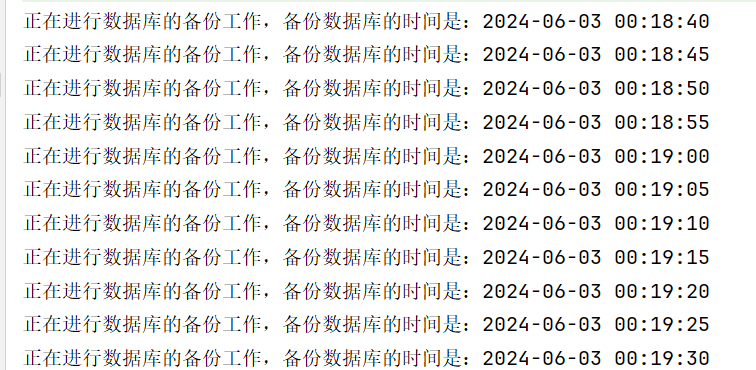 正在进行数据库的备份工作，备份数据库的时间是：2024-06-03 00:18:40
正在进行数据库的备份工作，备份数据库的时间是：2024-06-03 00:18:45
正在进行数据库的备份工作，备份数据库的时间是：2024-06-03 00:18:50
正在进行数据库的备份工作，备份数据库的时间是：2024-06-03 00:18:55
正在进行数据库的备份工作，备份数据库的时间是：2024-06-03 00:19:00
正在进行数据库的备份工作，备份数据库的时间是：2024-06-03 00:19:05
正在进行数据库的备份工作，备份数据库的时间是：2024-06-03 00:19:10
正在进行数据库的备份工作，备份数据库的时间是：2024-06-03 00:19:15
正在进行数据库的备份工作，备份数据库的时间是：2024-06-03 00:19:20
正在进行数据库的备份工作，备份数据库的时间是：2024-06-03 00:19:25
正在进行数据库的备份工作，备份数据库的时间是：2024-06-03 00:19:30